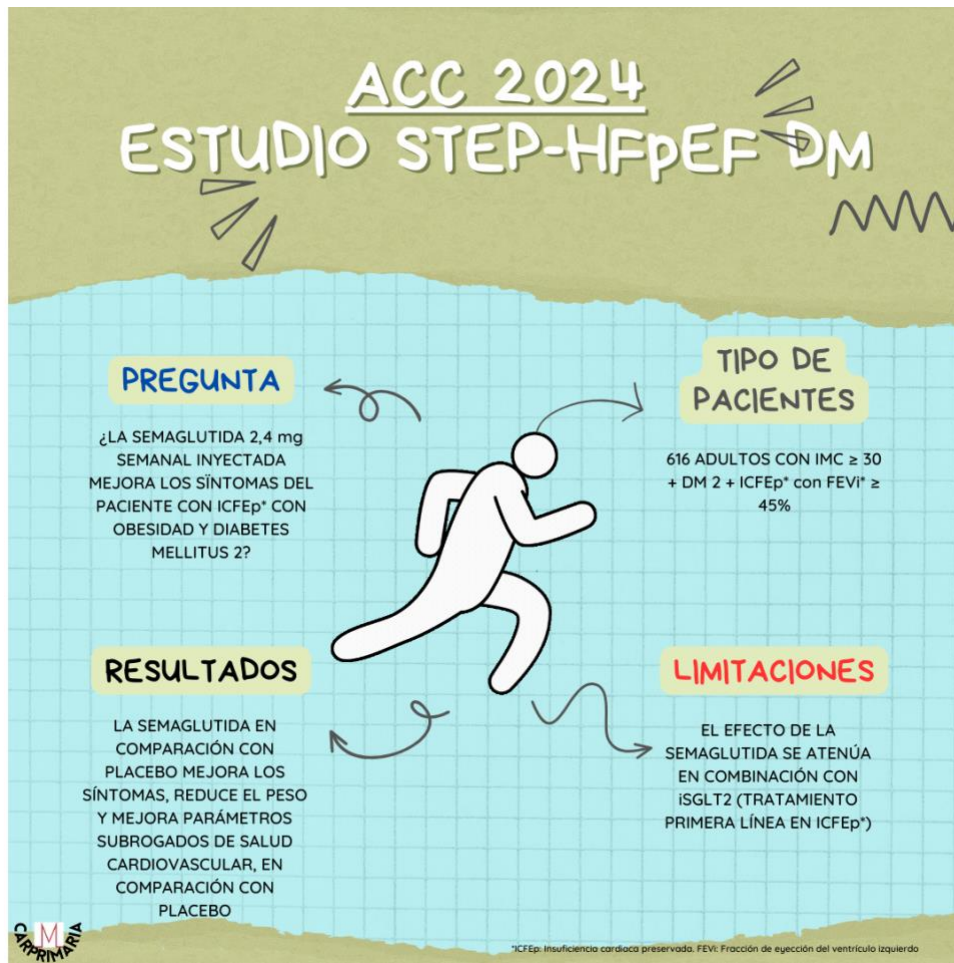 ACC 2024
ESTUDIO STEP-HFpEF DM
PREGUNTA
¿LA SEMAGLUTIDA 2,4 mg
SEMANAL INYECTADA
MEJORA LOS SÏNTOMAS DEL
PACIENTE CON ICFEp* CON
OBESIDAD Y DIABETES
MELLITUS 2?
TIPO DE
PACIENTES
616 ADULTOS CON IMC ≥ 30
+ DM 2 + ICFEp* con FEVi* ≥
45%
RESULTADOS
LA SEMAGLUTIDA EN
COMPARACIÓN CON
PLACEBO MEJORA LOS
SÍNTOMAS, REDUCE EL PESO
Y MEJORA PARÁMETROS
SUBROGADOS DE SALUD
CARDIOVASCULAR, EN
COMPARACIÓN CON
PLACEBO
LIMITACIONES
EL EFECTO DE LA
SEMAGLUTIDA SE ATENÚA
EN COMBINACIÓN CON
iSGLT2 (TRATAMIENTO
PRIMERA LÍNEA EN ICFEp*)
M
CARPRIMARIA
*ICFEp: Insuficiencia cardiaca preservada. FEVi: Fracción de eyección del ventrículo izquierdo